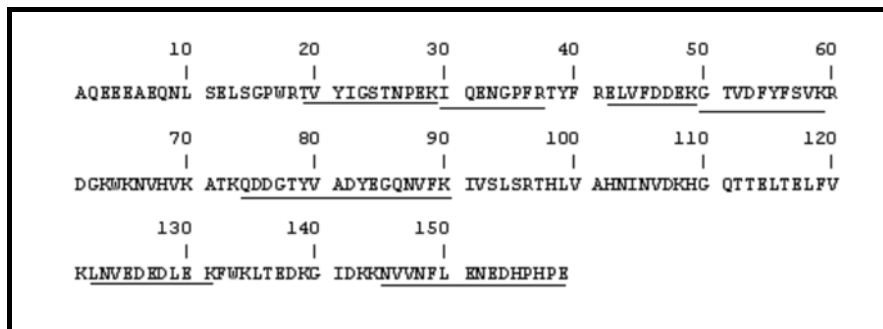 10 20 30 40 50 60
| | | | | |
AQEEEAEQNL SELSGPWRTV YIGSTNPEKI QENGPFRTYF RELVFDDEKG TVDFYFSVKR
70 80 90 100 110 120
| | | | | |
DGKWKNVHVK ATKQDDGTYV ADYEGQNVFK IVSLSRTHLV AHNINVDKHG QTTELTELFV
130 140 150
| | |
KLNVEDEDLE KFWKLTEDKG IDKKNVVNFL ENEDHPHPE